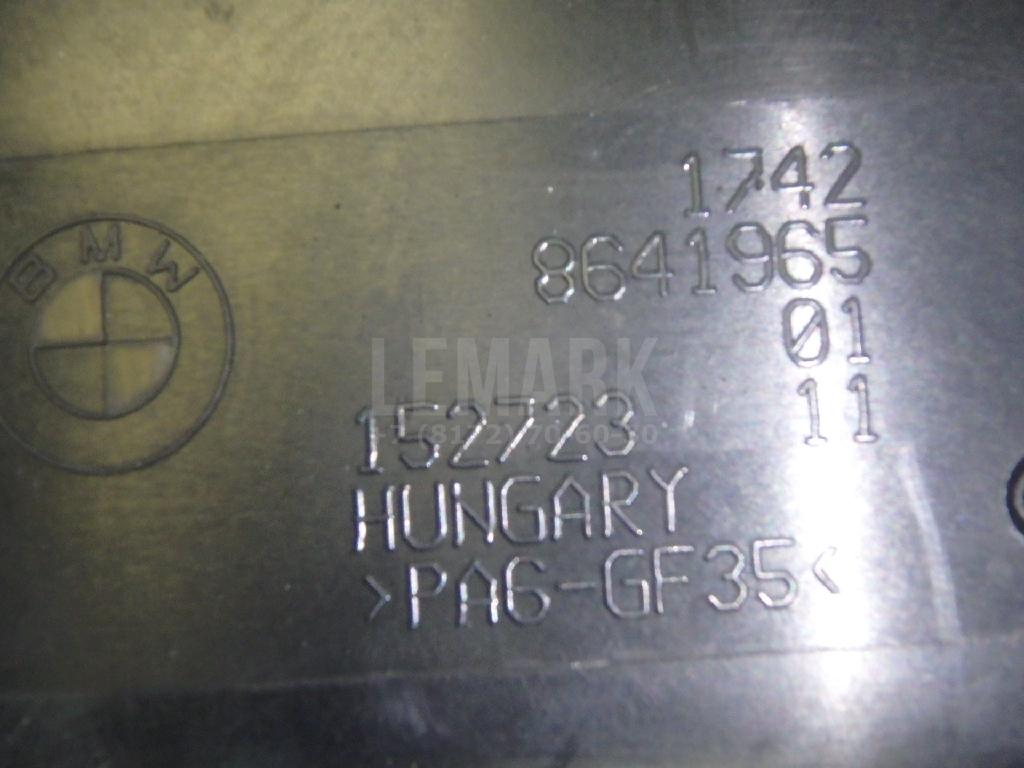 1742
8641965
01
BMW
LEMARK
11
152723
HUNGARY
>PA6-GF35<